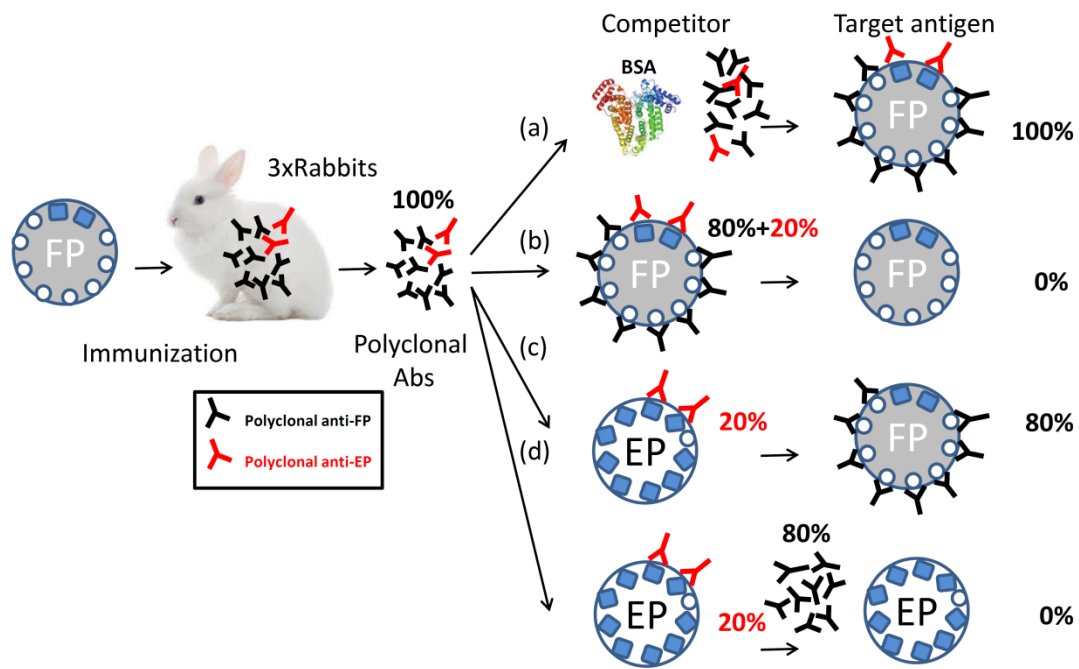 Competitor
Target antigen
BSA
(a)
3xRabbits
100%
100%
FP
FP
(b)
80%+20%
FP
FP
0%
Immunization
Polyclonal
Abs
(c)
Polyclonal anti-FP
Polyclonal anti-EP
(d)
EP
20%
FP
80%
80%
EP
20%
EP
0%